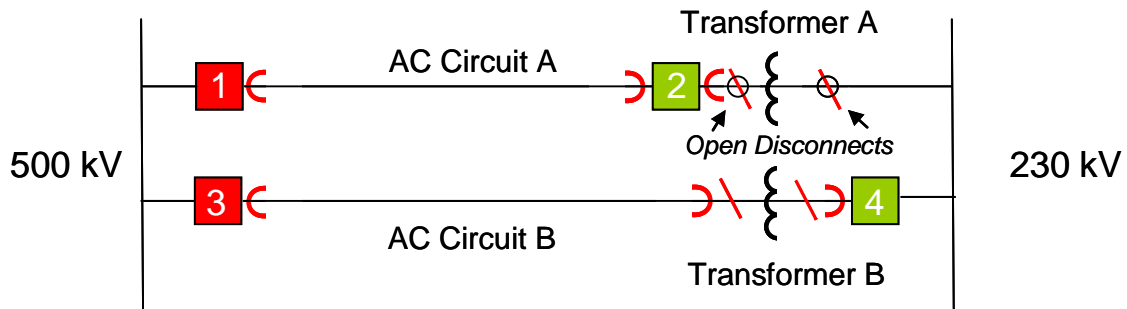 Transformer A
AC Circuit A
1
2
Open Disconnects
500 kV
230 kV
3
4
AC Circuit B
Transformer B